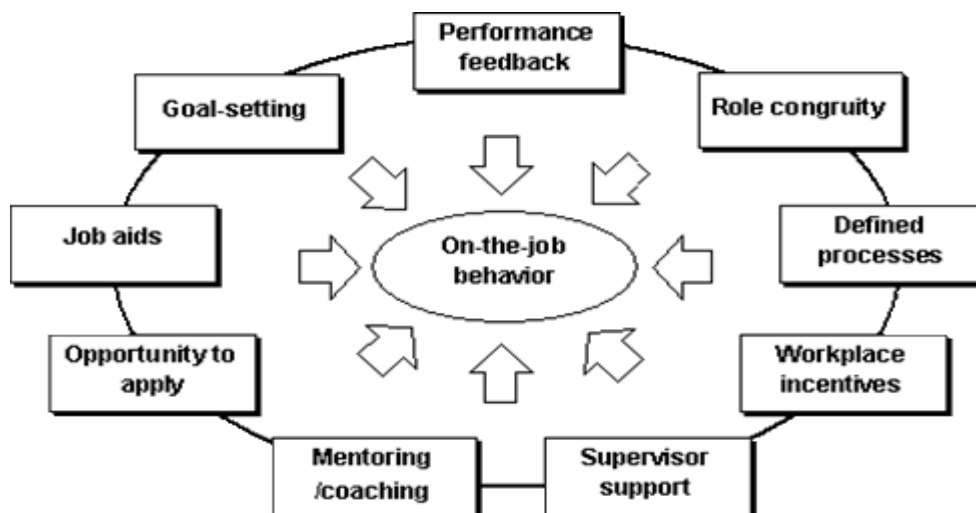 Performance
feedback
Goal-setting
Role congruity
Job aids
On-the-job
behavior
Defined
processes
Opportunity to
apply
Workplace
incentives
Mentoring
/coaching
Supervisor
support